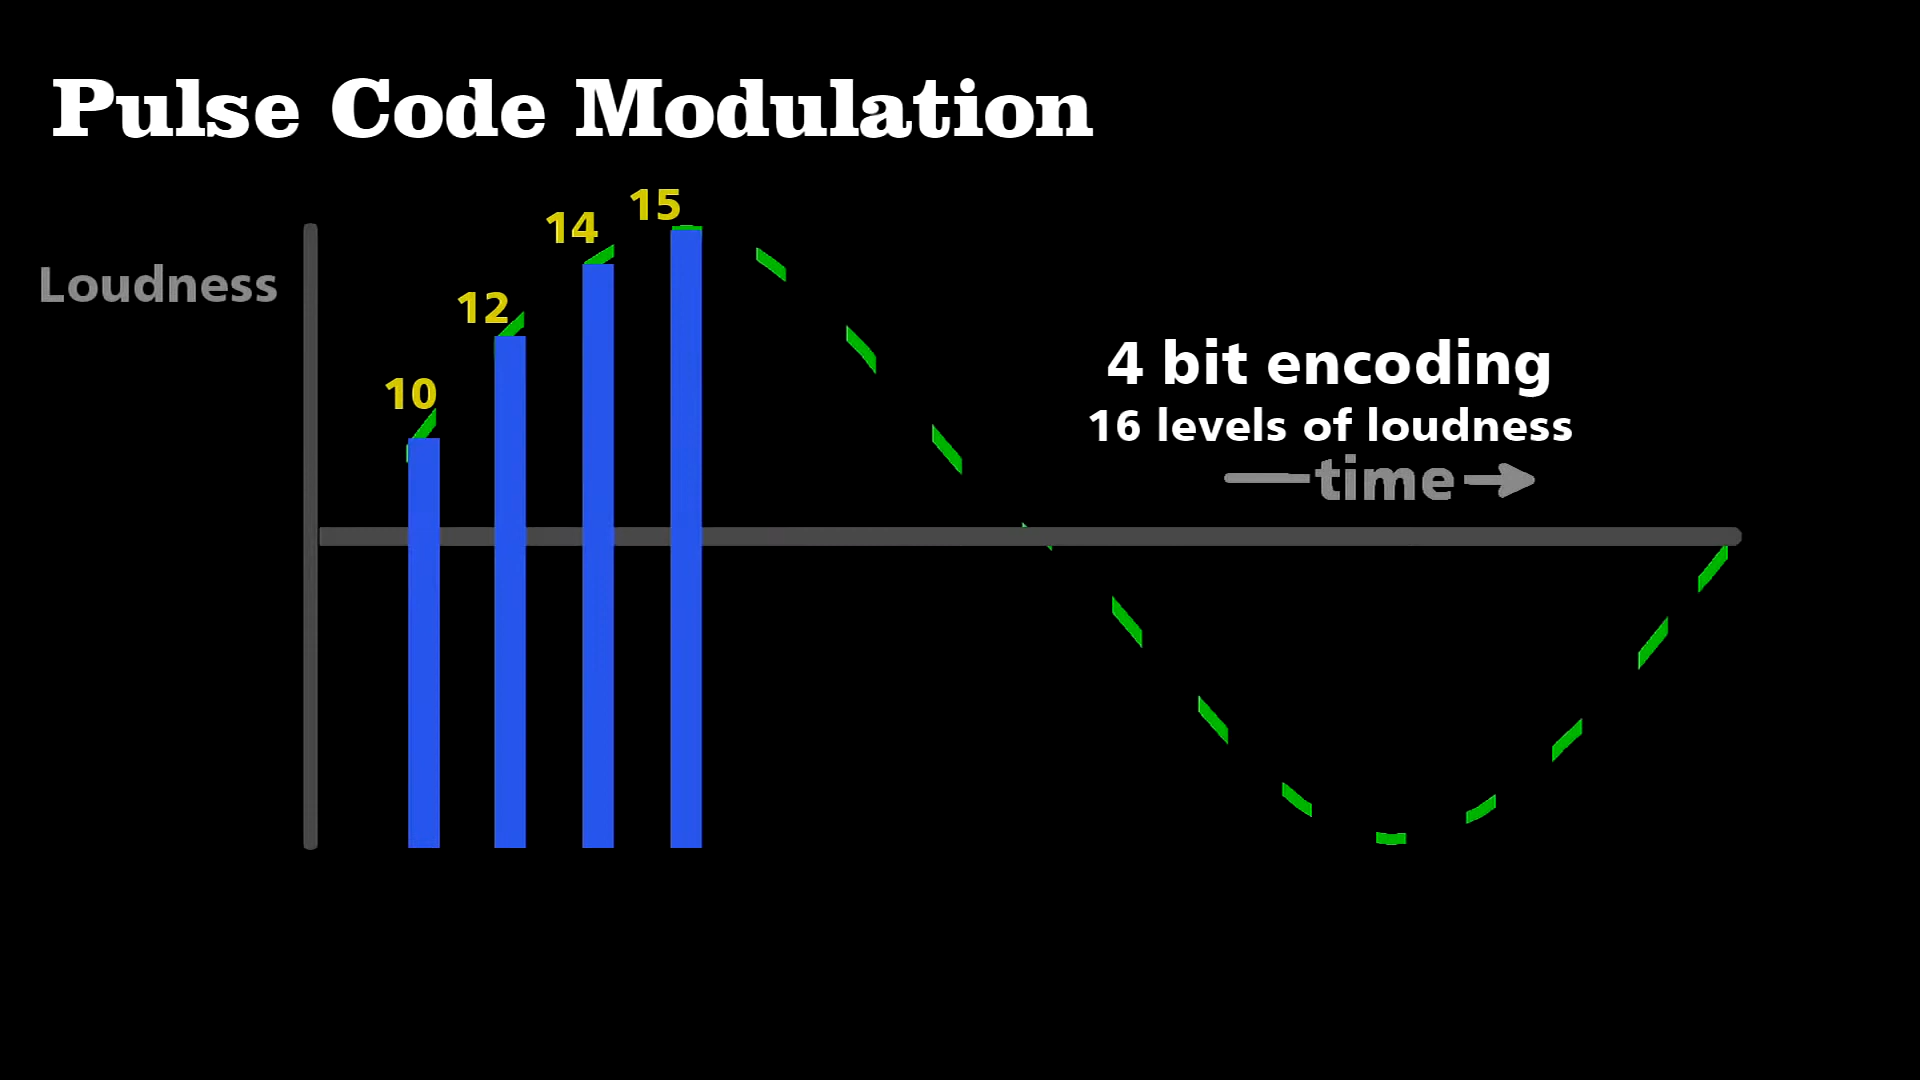 Pulse Code Modulation
15
14
Loudness
12
10
4 bit encoding
16 levels of loudness
time